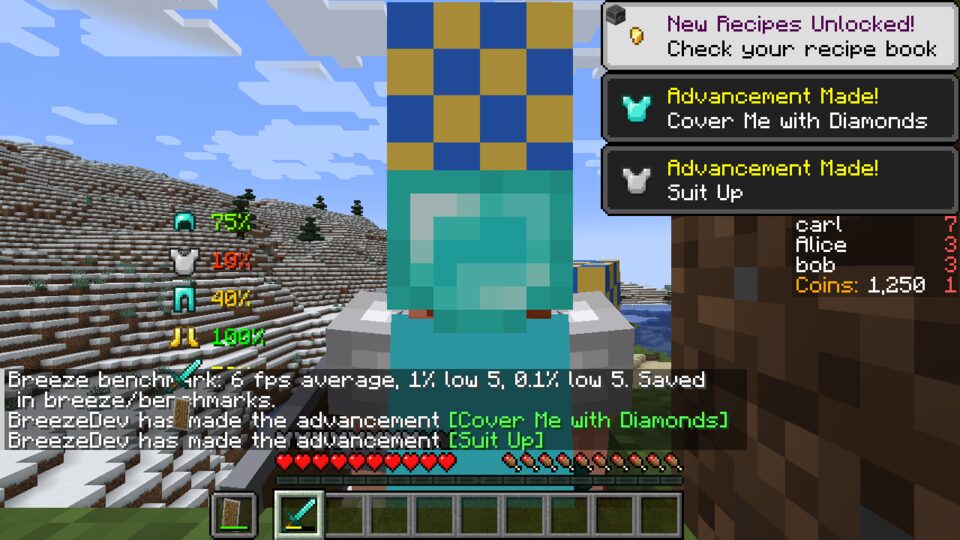 New Recipes Unlocked!
Check your recipe book
Advancement Made!
Cover Me with Diamonds
Advancement Made!
Suit Up
carl 7
Alice 3
bob 3
Coins: 1,250 1
75%
10%
40%
100%
Breeze benchmark: 6 fps average, 1% low 5, 0.1% low 5. Saved
in breeze/benchmarks.
BreezeDev has made the advancement [Cover Me with Diamonds]
BreezeDev has made the advancement [Suit Up]